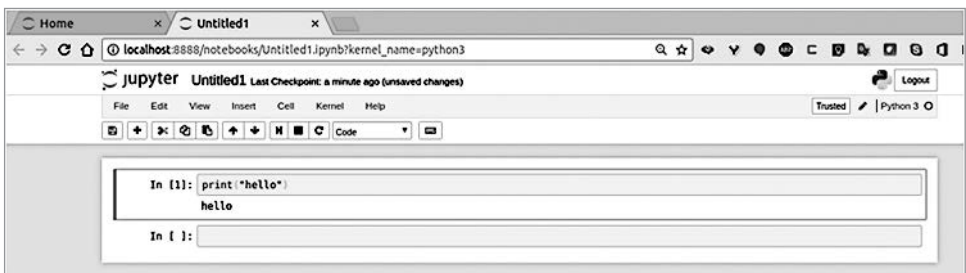 Home
Untitled1
localhost:8888/notebooks/Untitled1.ipynb?kernel_name=python3
jupyter Untitled1 Last Checkpoint: a minute ago (unsaved changes)
Logout
File Edit View Insert Cell Kernel Help
Trusted Python 3
Code
In [1]: print("hello")
hello
In [ ]: